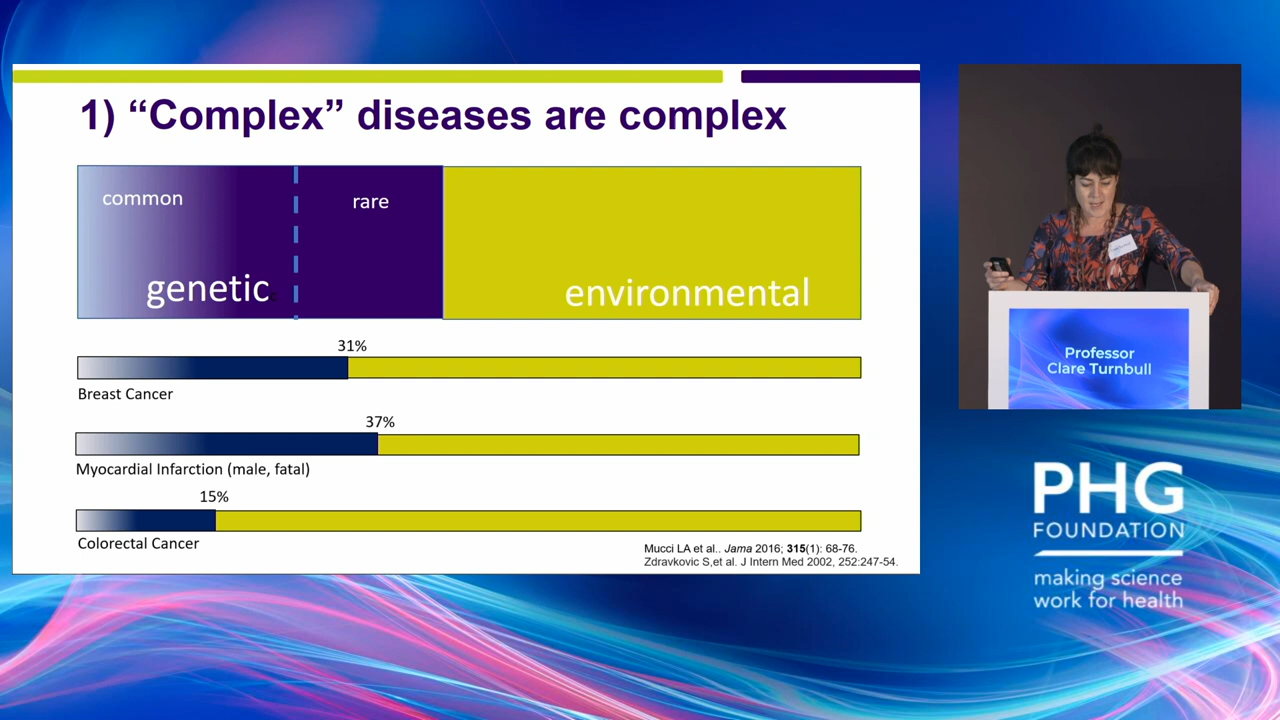 1) “Complex” diseases are complex
common
rare
genetic
environmental
31%
Breast Cancer
37%
Myocardial Infarction (male, fatal)
15%
Colorectal Cancer
Mucci LA et al.. Jama 2016; 315(1): 68-76.
Zdravkovic S,et al. J Intern Med 2002, 252:247-54.
Professor
Clare Turnbull
PHG
FOUNDATION
making science
work for health